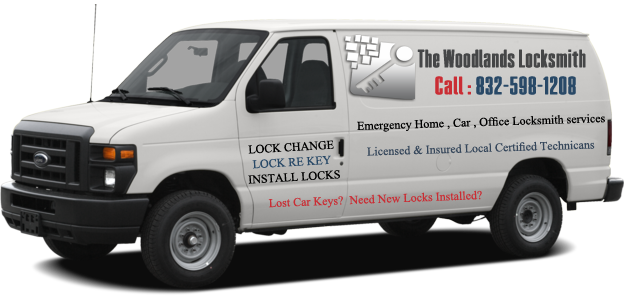 The Woodlands Locksmith
Call : 832-598-1208
Emergency Home , Car , Office Locksmith services
Licensed & Insured Local Certified Technicans
LOCK CHANGE
LOCK RE KEY
INSTALL LOCKS
Lost Car Keys? Need New Locks Installed?